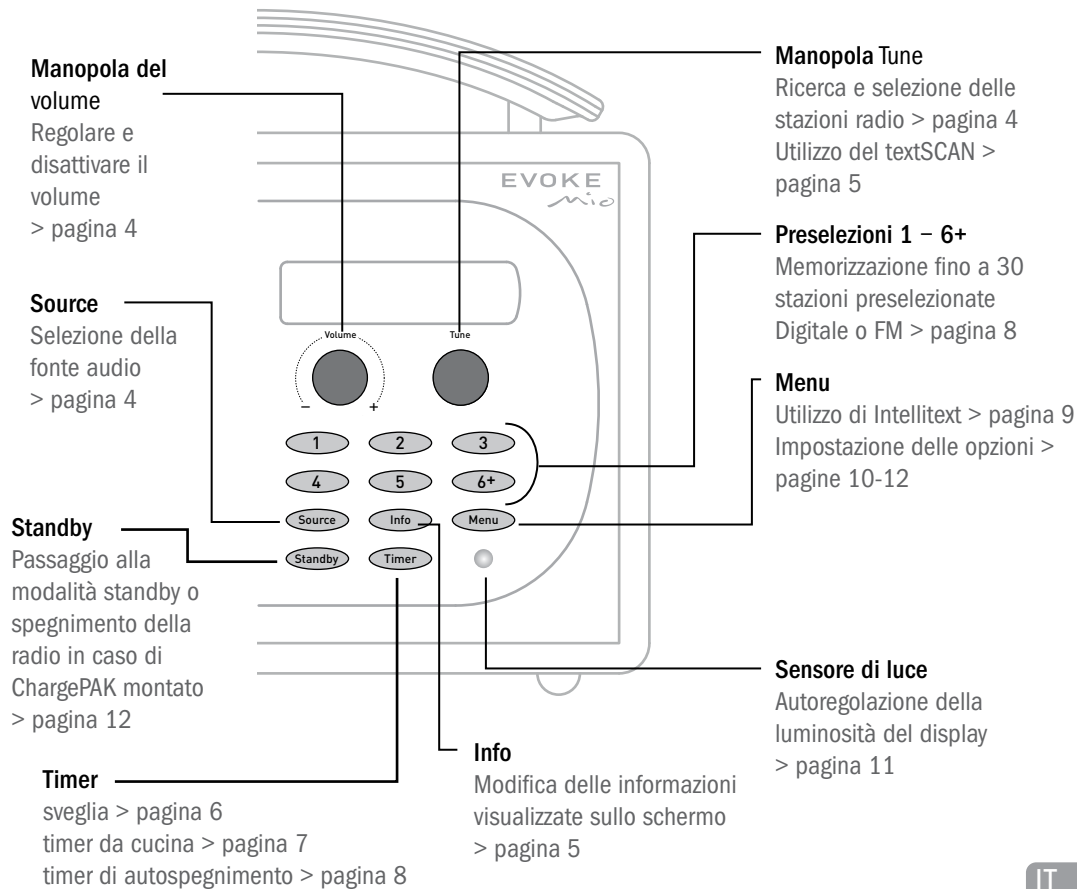 Manopola del
volume
Regolare e
disattivare il
volume
> pagina 4
Source
Selezione della
fonte audio
> pagina 4
Standby
Passaggio alla
modalità standby o
spegnimento della
radio in caso di
ChargePAK montato
> pagina 12
Timer
sveglia > pagina 6
timer da cucina > pagina 7
timer di autospegnimento > pagina 8
EVOKE
Mio
Volume
Tune
– +
1 2 3
4 5 6+
Source Info Menu
Standby Timer
Info
Modifica delle informazioni
visualizzate sullo schermo
> pagina 5
Manopola Tune
Ricerca e selezione delle
stazioni radio > pagina 4
Utilizzo del textSCAN >
pagina 5
Preselezioni 1 – 6+
Memorizzazione fino a 30
stazioni preselezionate
Digitale o FM > pagina 8
Menu
Utilizzo di Intellitext > pagina 9
Impostazione delle opzioni >
pagine 10-12
Sensore di luce
Autoregolazione della
luminosità del display
> pagina 11
IT